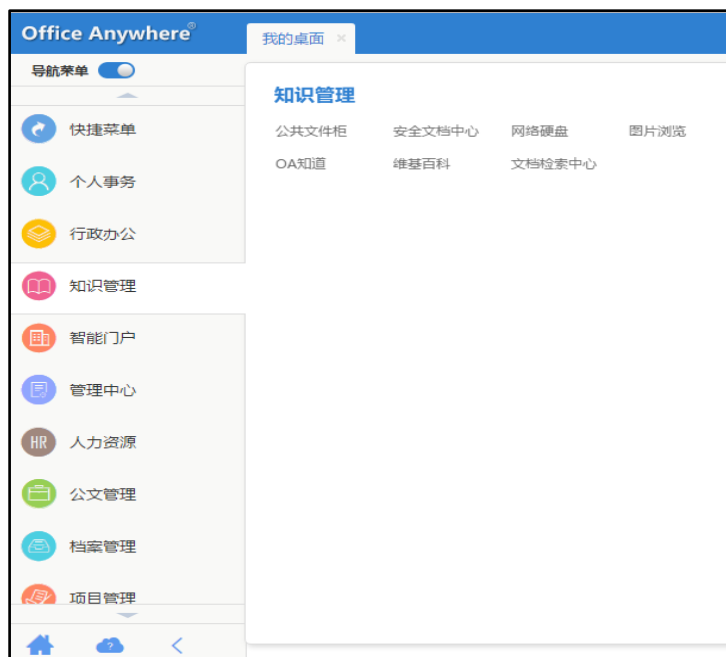 Office Anywhere®
我的桌面 ×
导航菜单
知识管理
公共文件柜 安全文档中心 网络硬盘 图片浏览
OA知道 维基百科 文档检索中心
快捷菜单
个人事务
行政办公
知识管理
智能门户
管理中心
HR 人力资源
公文管理
档案管理
项目管理
?